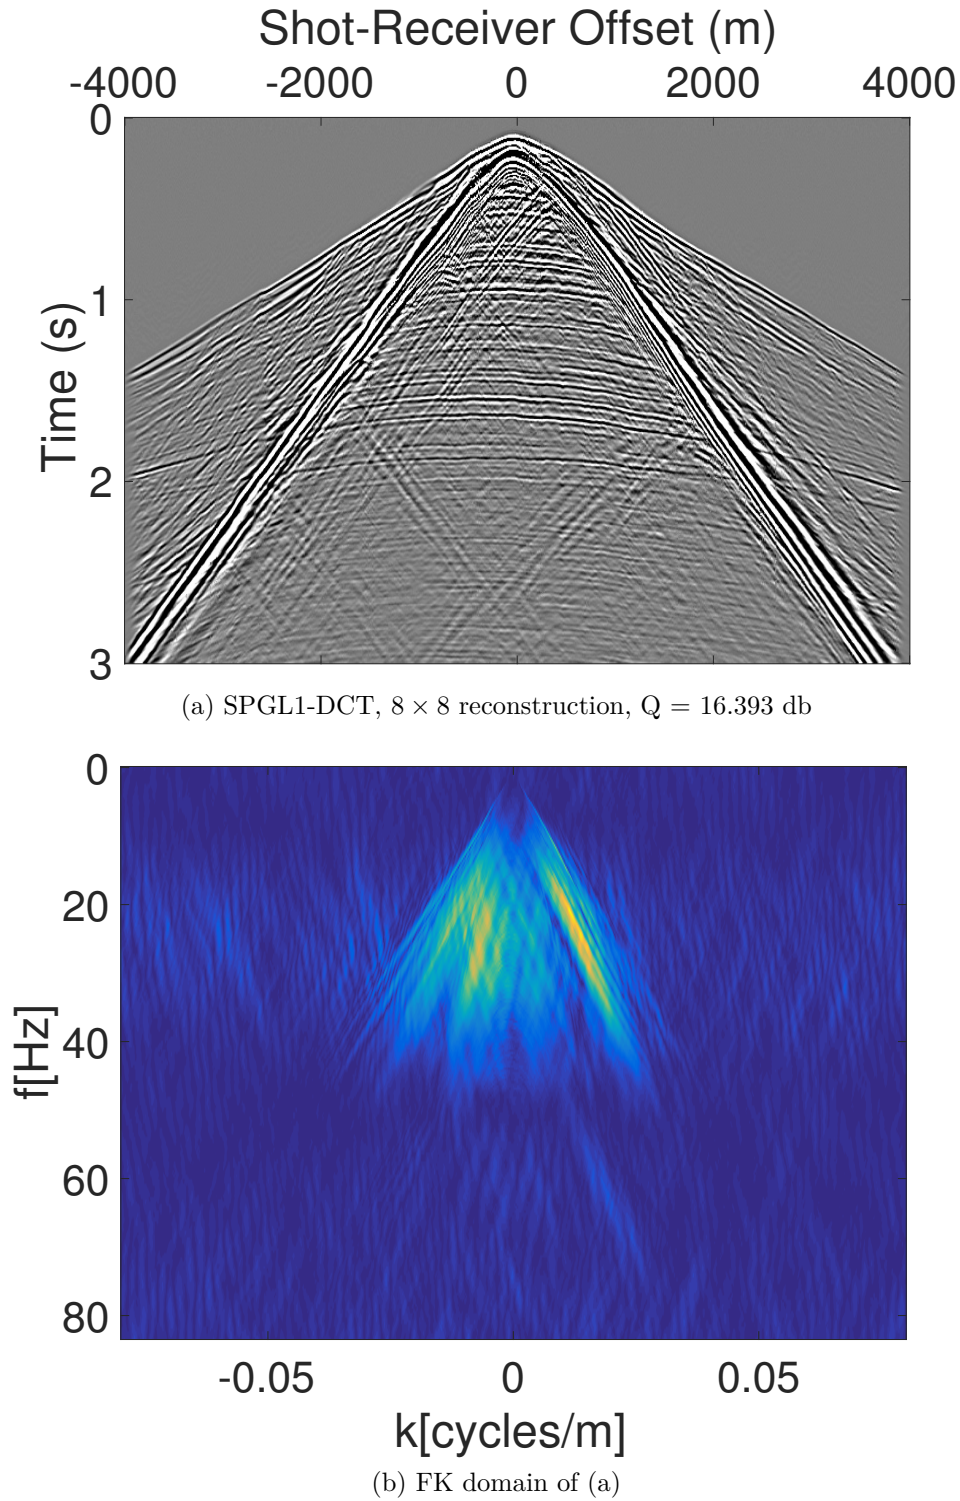 Shot-Receiver Offset (m)
-4000 -2000 0 2000 4000
0
1
2
3
Time (s)
(a) SPGL1-DCT, 8 × 8 reconstruction, Q = 16.393 db
0
20
40
60
80
f[Hz]
-0.05 0 0.05
k[cycles/m]
(b) FK domain of (a)